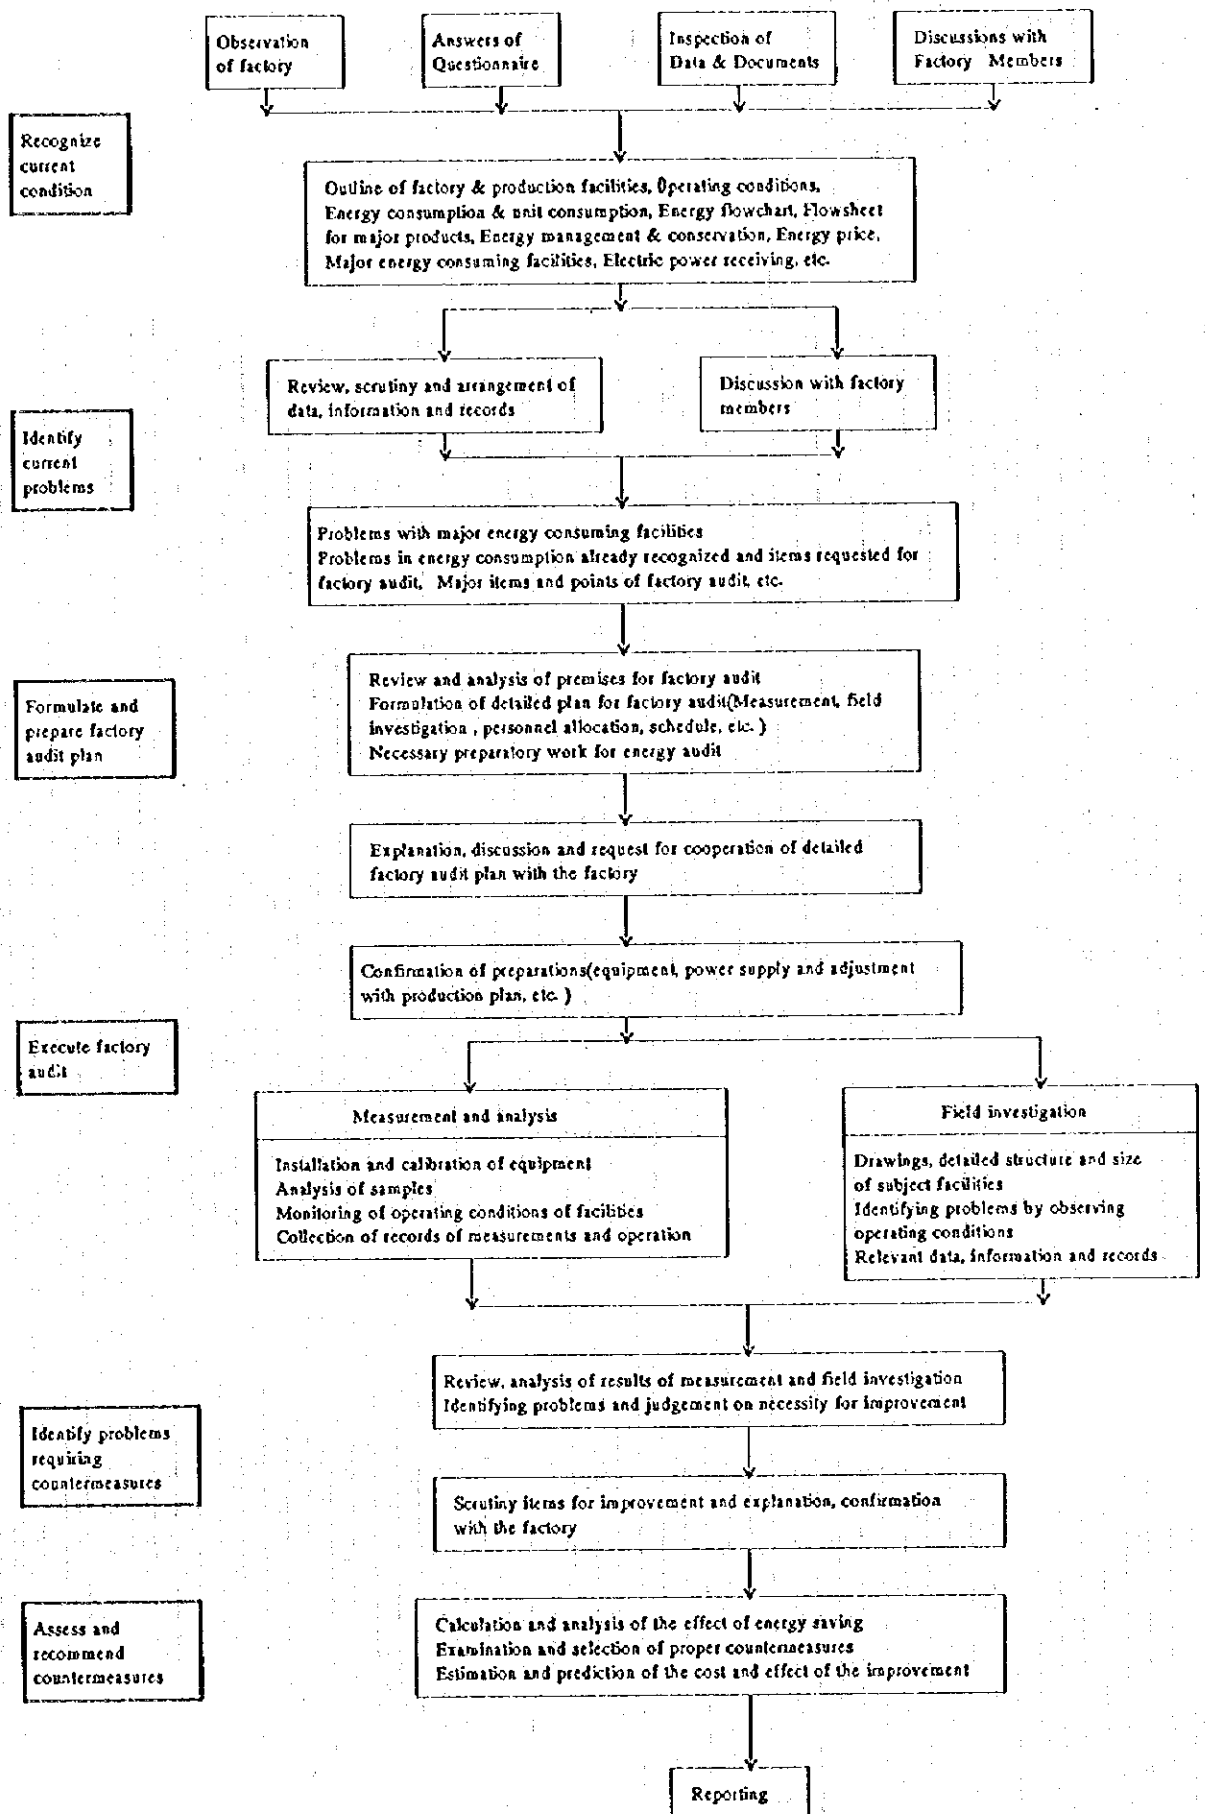 Observation
of factory
Answers of
Questionnaire
Inspection of
Data & Documents
Discussions with
Factory Members
Recognize
current
condition
Outline of factory & production facilities, Operating conditions,
Energy consumption & unit consumption, Energy flowchart, Flowsheet
for major products, Energy management & conservation, Energy price,
Major energy consuming facilities, Electric power receiving, etc.
Review, scrutiny and arrangement of
data, information and records
Discussion with factory
members
Identify
current
problems
Problems with major energy consuming facilities
Problems in energy consumption already recognized and items requested for
factory audit, Major items and points of factory audit, etc.
Formulate and
prepare factory
audit plan
Review and analysis of premises for factory audit
Formulation of detailed plan for factory audit(Measurement, field
investigation , personnel allocation, schedule, etc. )
Necessary preparatory work for energy audit
Explanation, discussion and request for cooperation of detailed
factory audit plan with the factory
Confirmation of preparations(equipment, power supply and adjustment
with production plan, etc. )
Execute factory
audit
Measurement and analysis
Installation and calibration of equipment
Analysis of samples
Monitoring of operating conditions of facilities
Collection of records of measurements and operation
Field investigation
Drawings, detailed structure and size
of subject facilities
Identifying problems by observing
operating conditions
Relevant data, information and records
Review, analysis of results of measurement and field investigation
Identifying problems and judgement on necessity for improvement
Identify problems
requiring
countermeasures
Scrutiny items for improvement and explanation, confirmation
with the factory
Assess and
recommend
countermeasures
Calculation and analysis of the effect of energy saving
Examination and selection of proper countermeasures
Estimation and prediction of the cost and effect of the improvement
Reporting